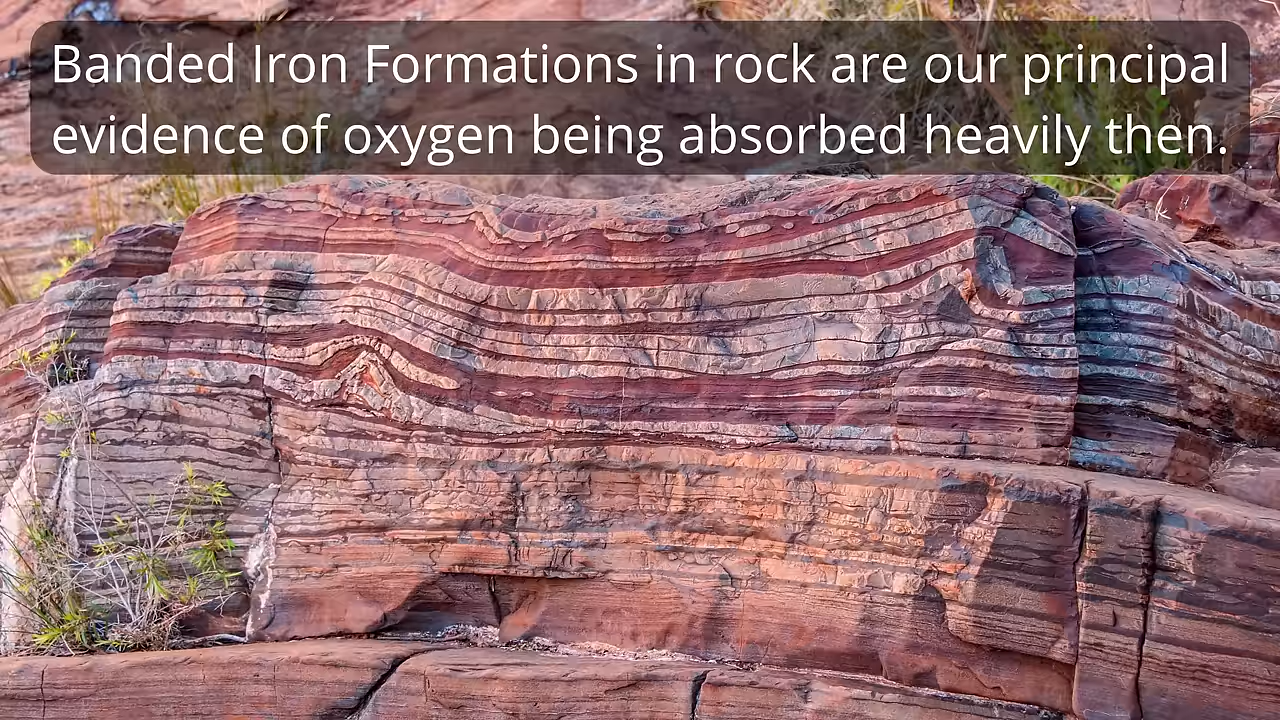 Banded Iron Formations in rock are our principal
evidence of oxygen being absorbed heavily then.